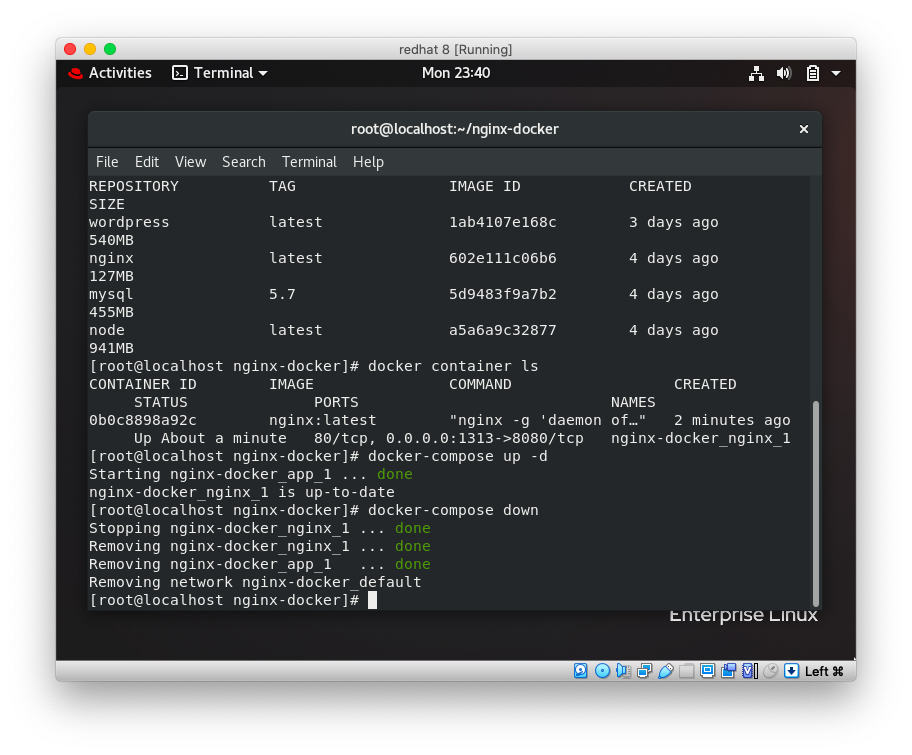 redhat 8 [Running]
Activities Terminal Mon 23:40
root@localhost:~/nginx-docker ×
File Edit View Search Terminal Help
REPOSITORY          TAG                 IMAGE ID            CREATED
SIZE
wordpress           latest              1ab4107e168c        3 days ago
540MB
nginx               latest              602e111c06b6        4 days ago
127MB
mysql               5.7                 5d9483f9a7b2        4 days ago
455MB
node                latest              a5a6a9c32877        4 days ago
941MB
[root@localhost nginx-docker]# docker container ls
CONTAINER ID        IMAGE               COMMAND                  CREATED
     STATUS              PORTS                            NAMES
0b0c8898a92c        nginx:latest        "nginx -g 'daemon of…"   2 minutes ago
     Up About a minute   80/tcp, 0.0.0.0:1313->8080/tcp   nginx-docker_nginx_1
[root@localhost nginx-docker]# docker-compose up -d
Starting nginx-docker_app_1 ... done
nginx-docker_nginx_1 is up-to-date
[root@localhost nginx-docker]# docker-compose down
Stopping nginx-docker_nginx_1 ... done
Removing nginx-docker_nginx_1 ... done
Removing nginx-docker_app_1   ... done
Removing network nginx-docker_default
[root@localhost nginx-docker]#
Enterprise Linux
Left ⌘